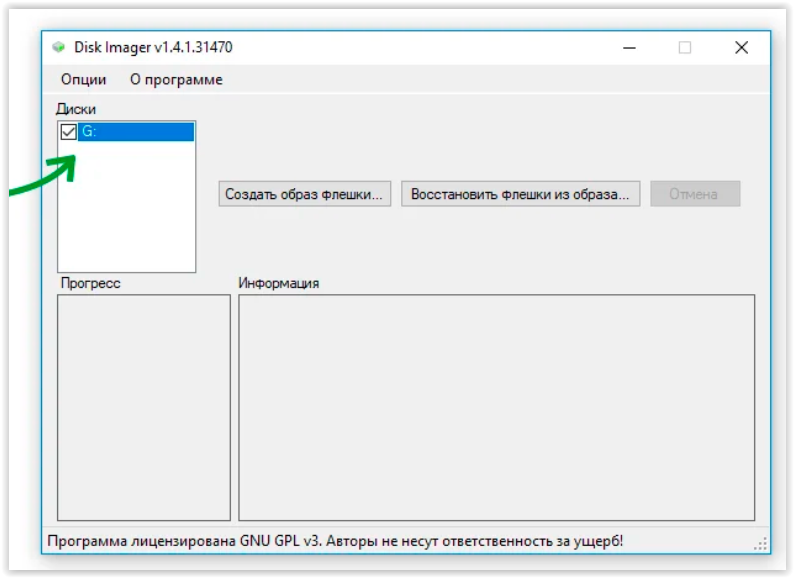 Disk Imager v1.4.1.31470
Опции О программе
Диски
G:
Создать образ флешки... Восстановить флешки из образа... Отмена
Прогресс Информация
Программа лицензирована GNU GPL v3. Авторы не несут ответственность за ущерб!